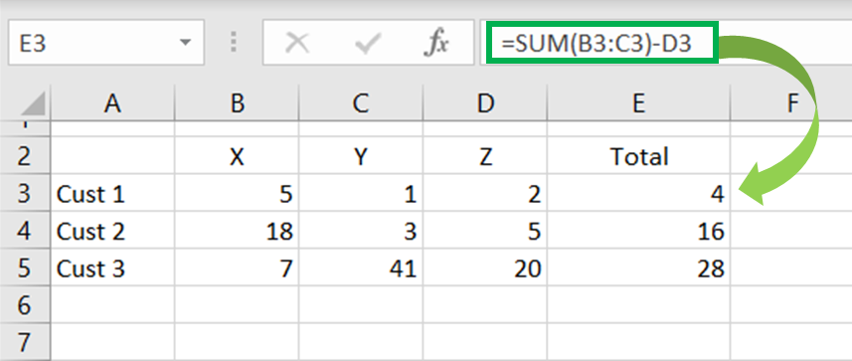 E3 fx =SUM(B3:C3)-D3
A B C D E F
1
2 X Y Z Total
3 Cust 1 5 1 2 4
4 Cust 2 18 3 5 16
5 Cust 3 7 41 20 28
6
7